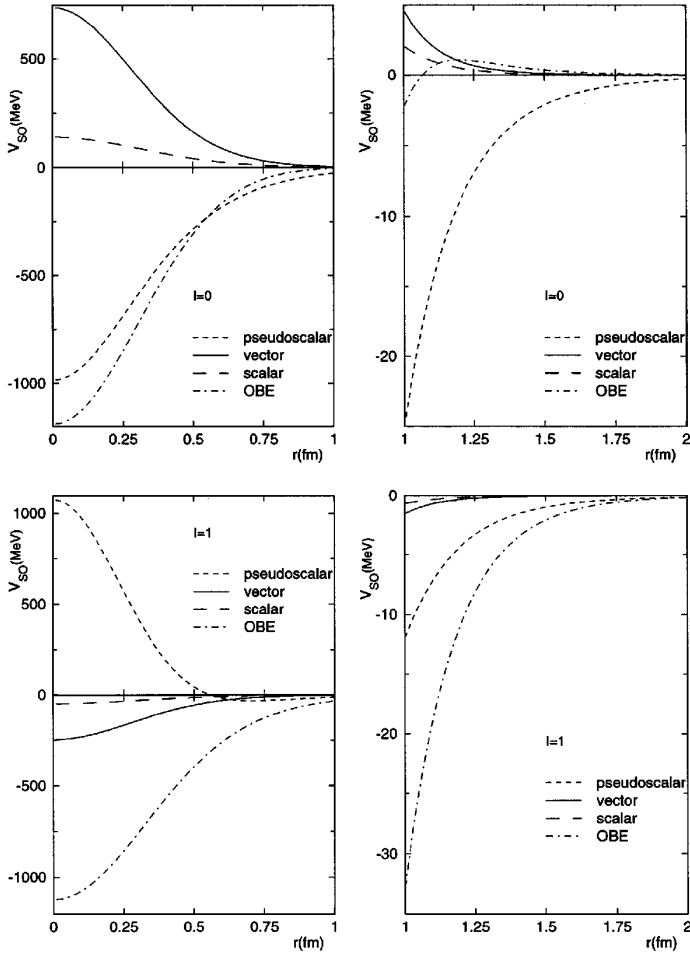 V_SO(MeV)
500
0
-500
-1000
I=0
pseudoscalar
vector
scalar
OBE
0
0.25
0.5
0.75
1
r(fm)
V_SO(MeV)
0
-10
-20
I=0
pseudoscalar
vector
scalar
OBE
1
1.25
1.5
1.75
2
r(fm)
V_SO(MeV)
1000
500
0
-500
-1000
I=1
pseudoscalar
vector
scalar
OBE
0
0.25
0.5
0.75
1
r(fm)
V_SO(MeV)
0
-10
-20
-30
I=1
pseudoscalar
vector
scalar
OBE
1
1.25
1.5
1.75
2
r(fm)